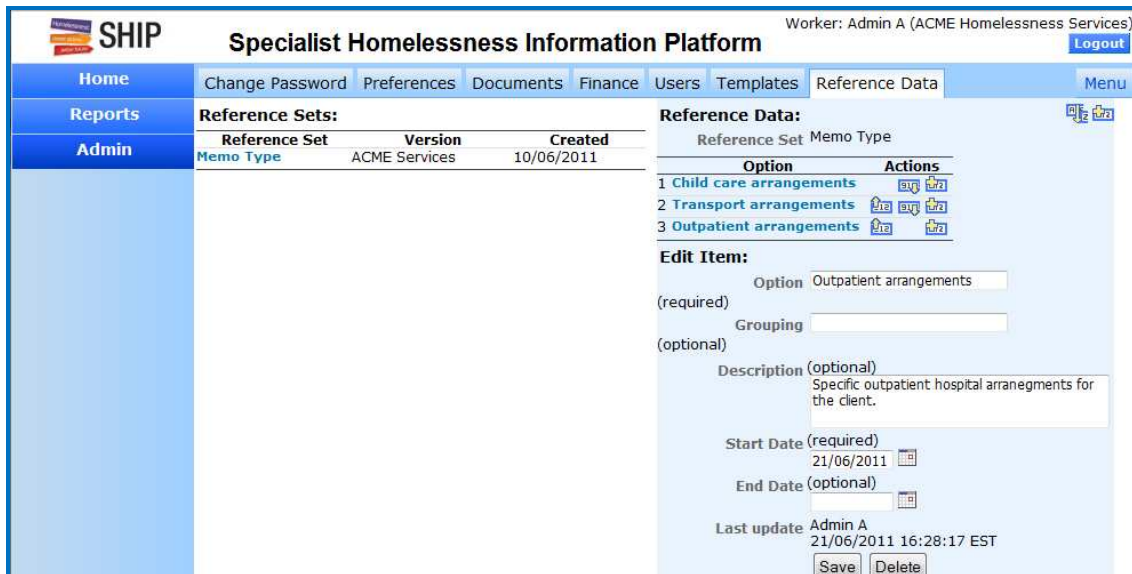 SHIP
Specialist Homelessness Information Platform
Worker: Admin A (ACME Homelessness Services)
Logout
Home
Reports
Admin
Change Password Preferences Documents Finance Users Templates Reference Data Menu
Reference Sets:
Reference Set Version Created
Memo Type ACME Services 10/06/2011
Reference Data:
Reference Set Memo Type
Option Actions
1 Child care arrangements
2 Transport arrangements
3 Outpatient arrangements
Edit Item:
Option Outpatient arrangements
(required)
Grouping
(optional)
Description (optional)
Specific outpatient hospital arranegments for
the client.
Start Date (required)
21/06/2011
End Date (optional)
Last update Admin A
21/06/2011 16:28:17 EST
Save Delete